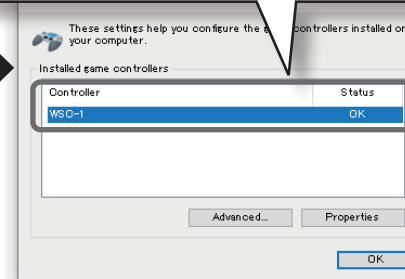 These settings help you configure the g controllers installed on
your computer.
Installed game controllers
Controller Status
WSC-1 OK
Advanced... Properties
OK